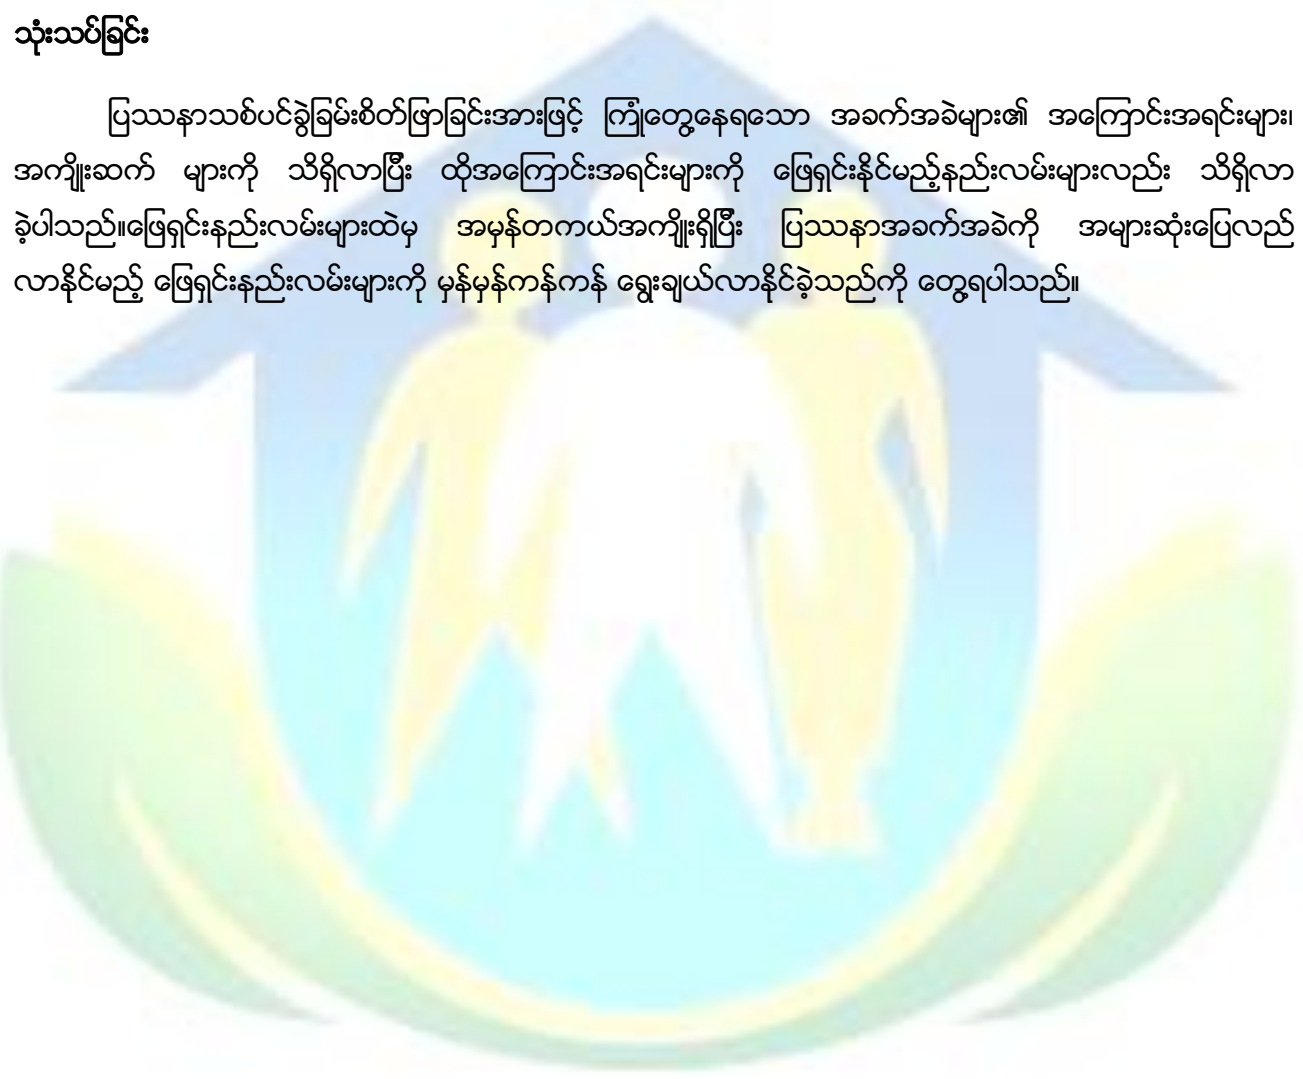 သုံးသပ်ခြင်း
ပြဿနာသစ်ပင်ခွဲခြမ်းစိတ်ဖြာခြင်းအားဖြင့် ကြုံတွေ့နေရသော အခက်အခဲများ၏ အကြောင်းအရင်းများ၊
အကျိုးဆက် များကို သိရှိလာပြီး ထိုအကြောင်းအရင်းများကို ဖြေရှင်းနိုင်မည့်နည်းလမ်းများလည်း သိရှိလာ
ခဲ့ပါသည်။ဖြေရှင်းနည်းလမ်းများထဲမှ အမှန်တကယ်အကျိုးရှိပြီး ပြဿနာအခက်အခဲကို အများဆုံးပြေလည်
လာနိုင်မည့် ဖြေရှင်းနည်းလမ်းများကို မှန်မှန်ကန်ကန် ရွေးချယ်လာနိုင်ခဲ့သည်ကို တွေ့ရပါသည်။